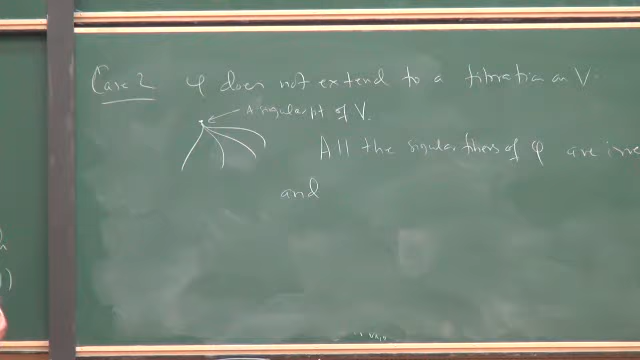 Case 2 φ does not extend to a fibration on V.
A singular pt of V.
All the singular fibers of φ are irre
and